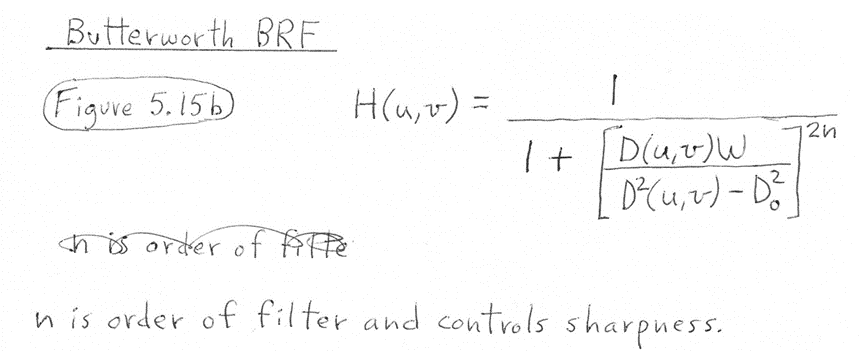 Butterworth BRF
Figure 5.15b
H(u,v) = 1 / (1 + [D(u,v)W / (D²(u,v) - D₀²)]²ⁿ)
n is order of filte
n is order of filter and controls sharpness.